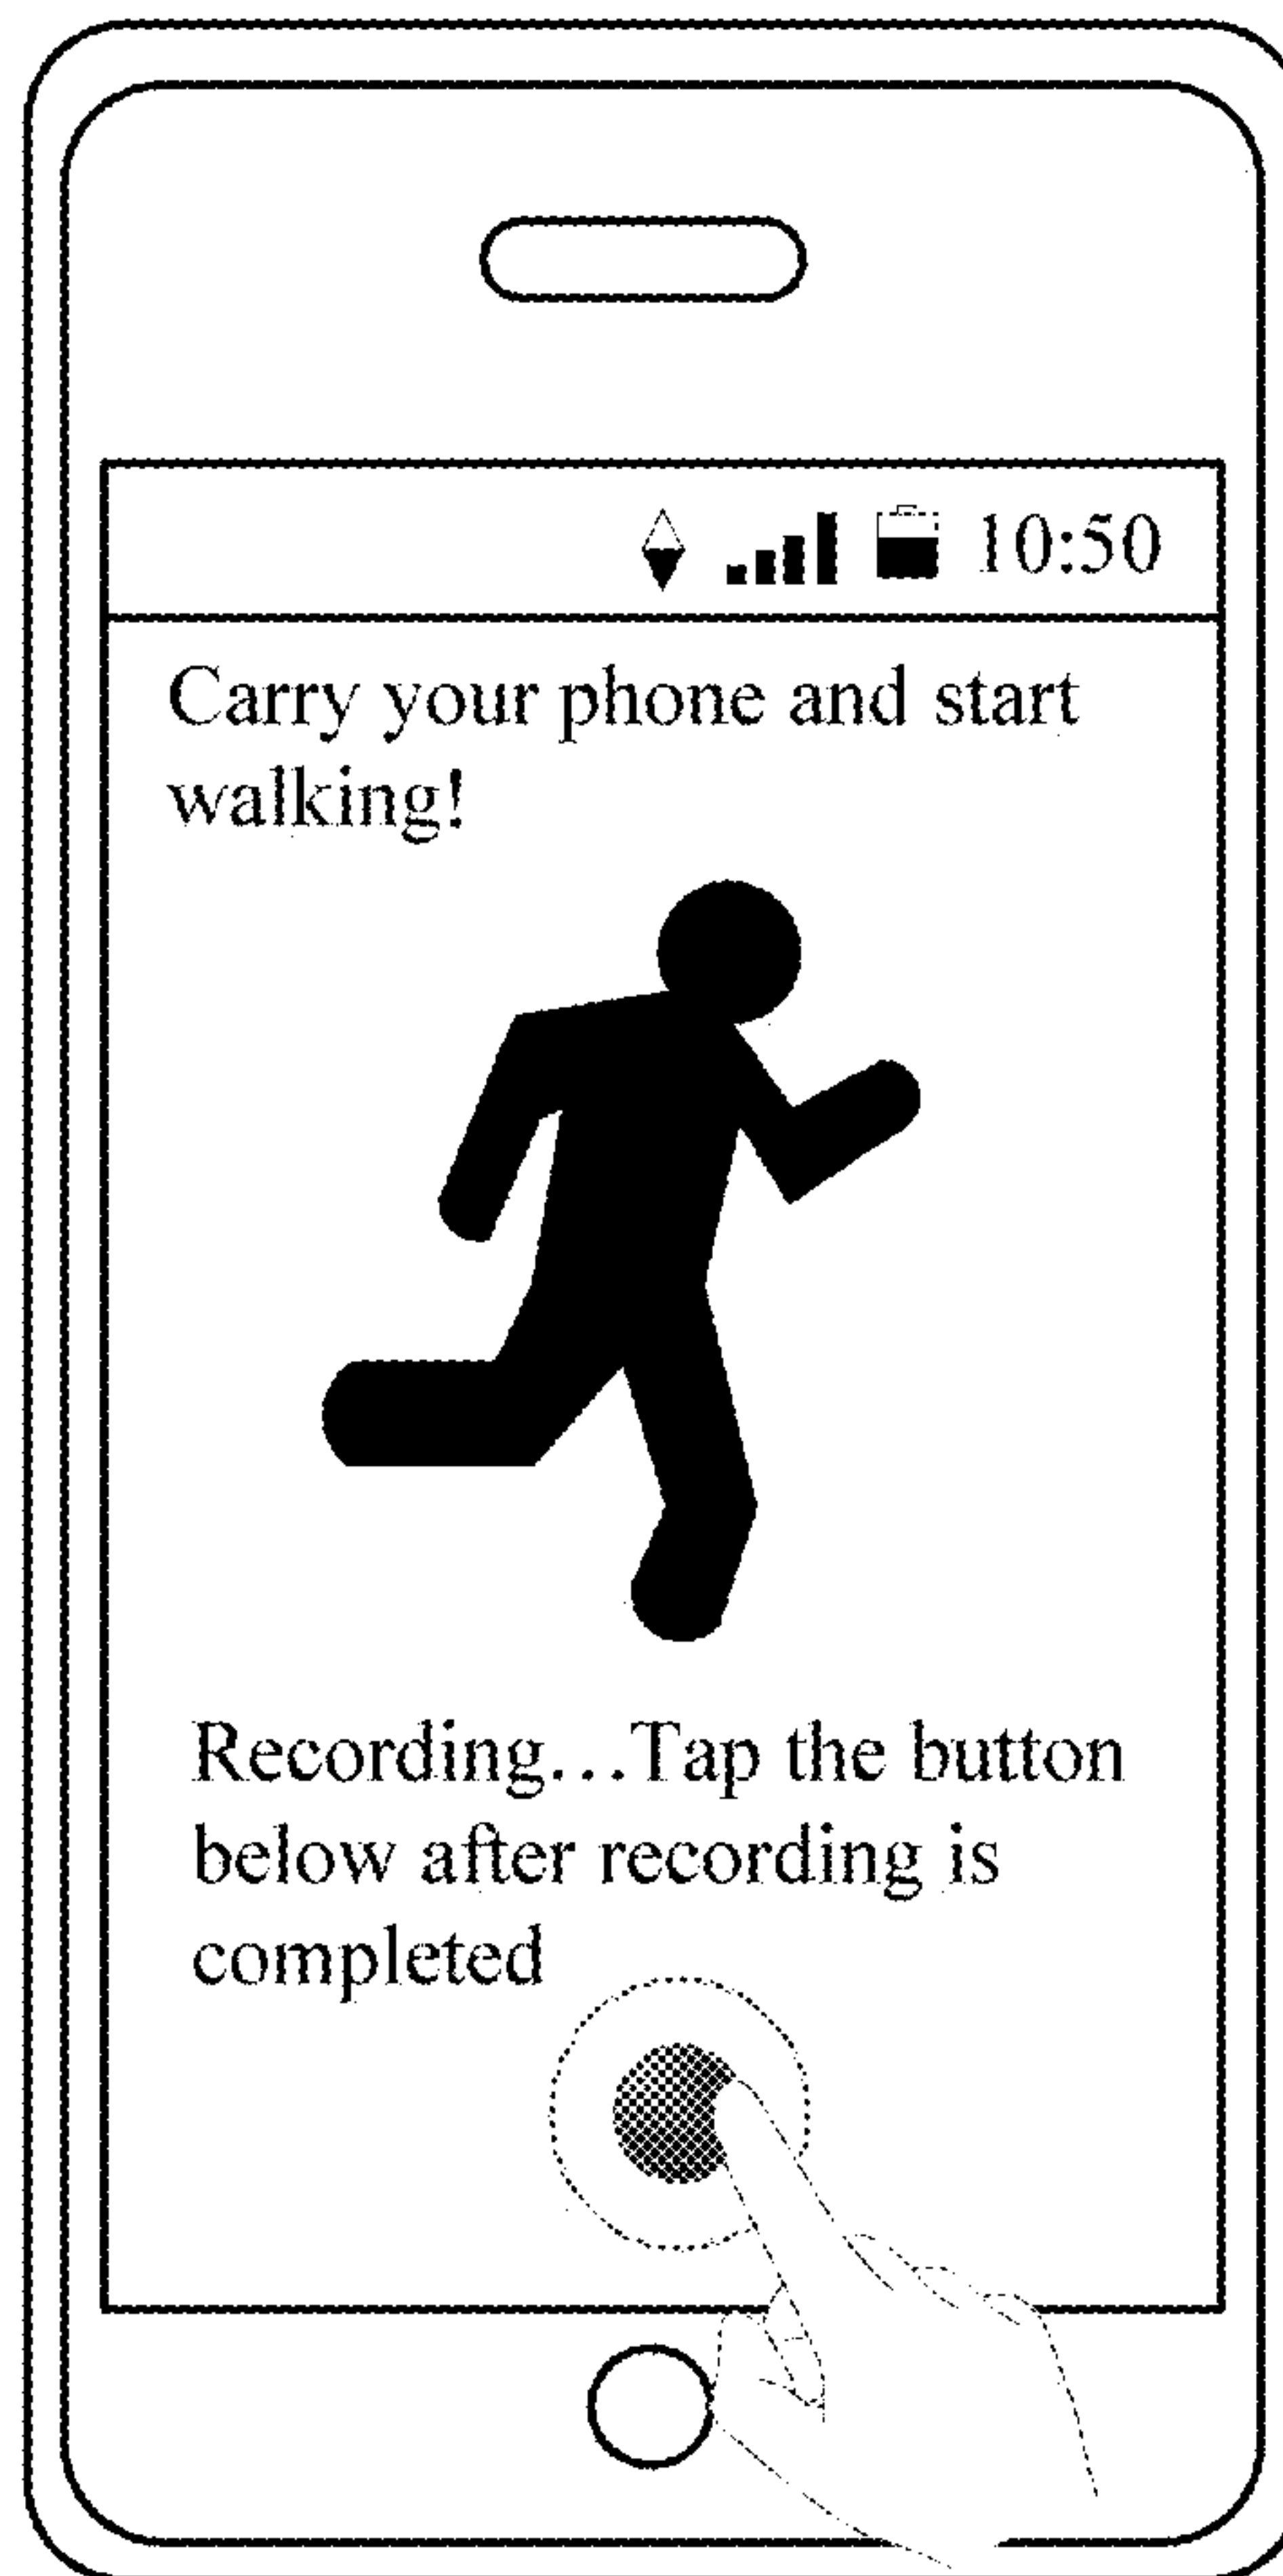 10:50
Carry your phone and start
walking!
Recording...Tap the button
below after recording is
completed